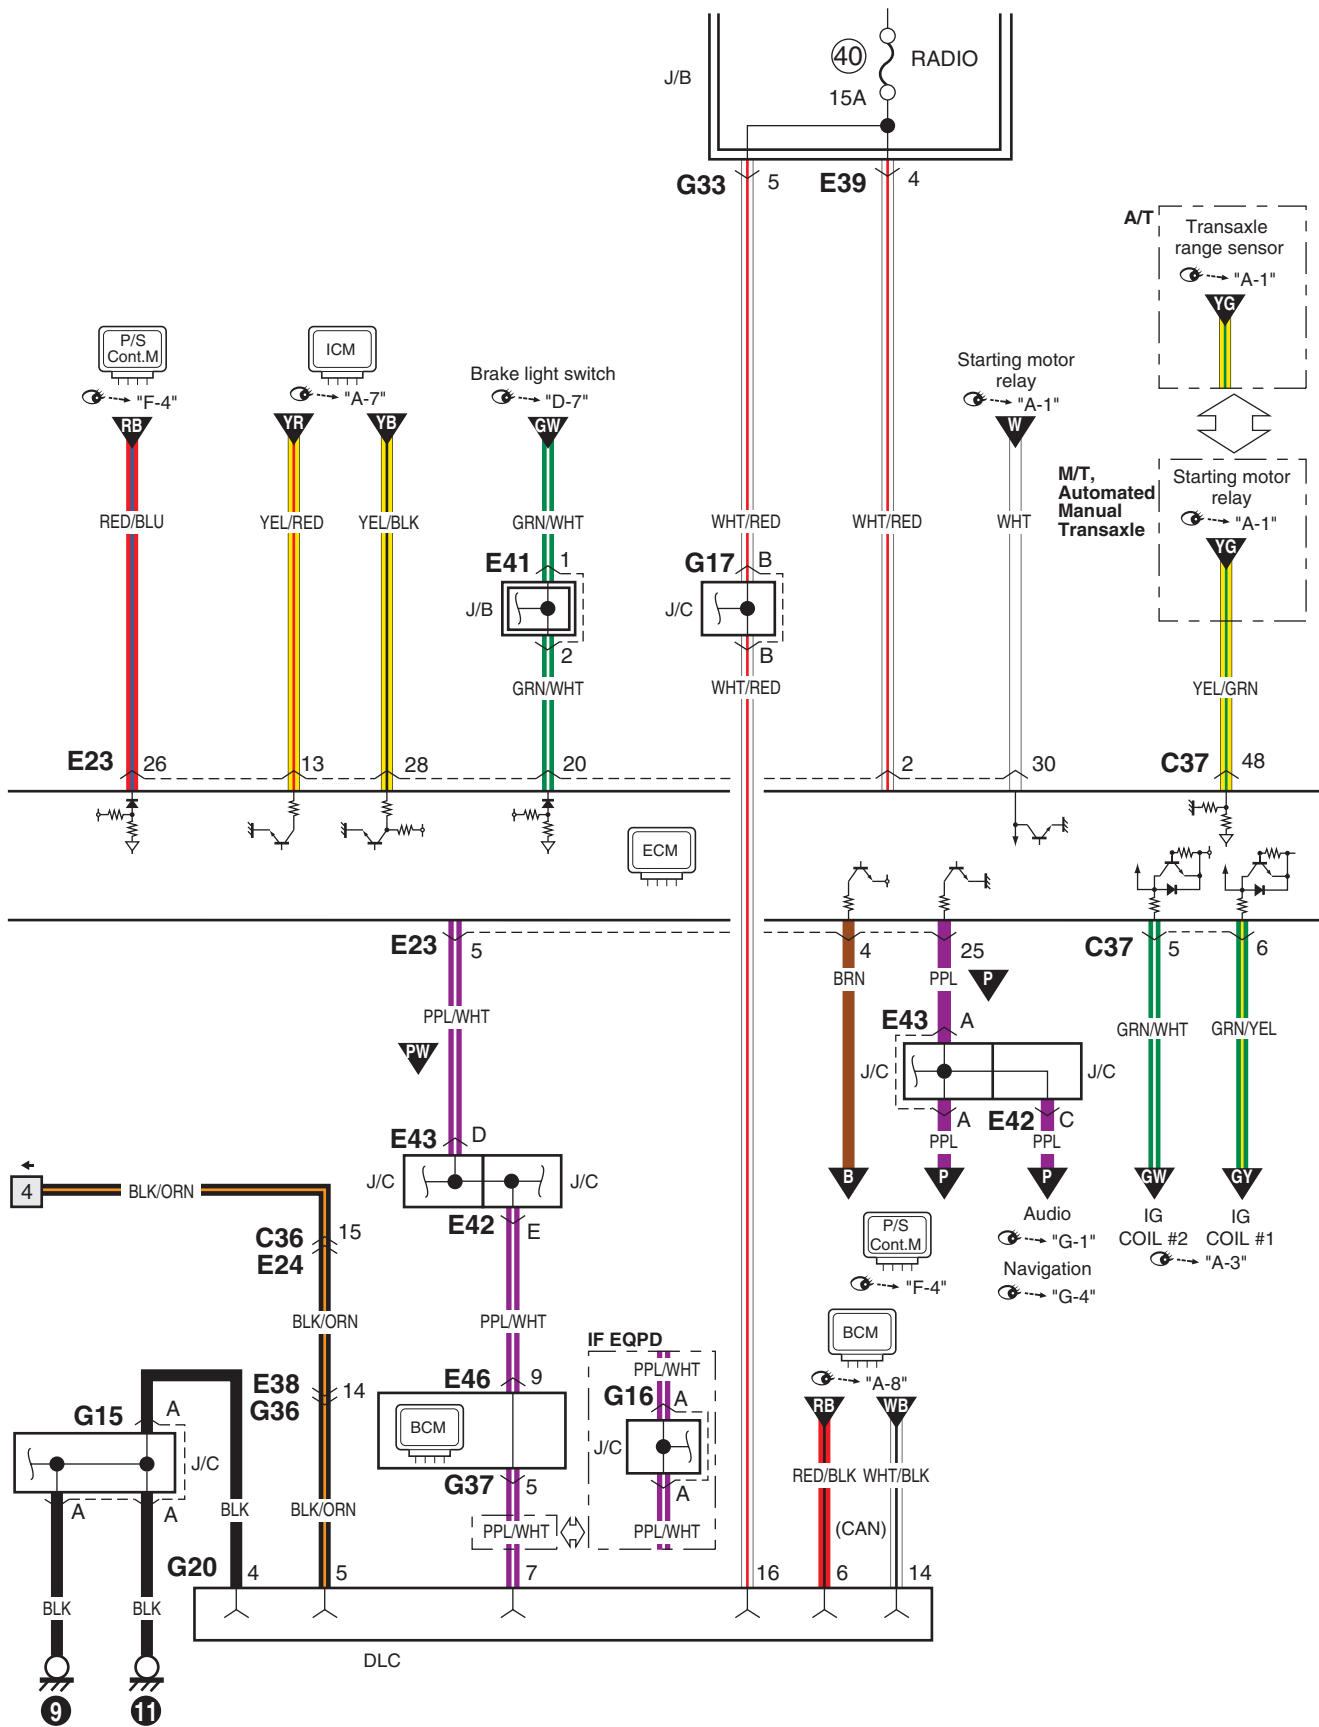 40
RADIO
J/B
15A
G33
5
E39
4
A/T
Transaxle
range sensor
"A-1"
YG
P/S
Cont.M
"F-4"
RB
ICM
"A-7"
YR
YB
Brake light switch
"D-7"
GW
Starting motor
relay
"A-1"
W
M/T,
Automated
Manual
Transaxle
Starting motor
relay
"A-1"
YG
RED/BLU
YEL/RED
YEL/BLK
GRN/WHT
WHT/RED
WHT/RED
WHT
E41
1
G17
B
J/B
J/C
2
B
GRN/WHT
WHT/RED
YEL/GRN
E23
26
13
28
20
2
30
C37
48
ECM
E23
5
4
25
C37
5
6
BRN
PPL
P
PPL/WHT
E43
A
GRN/WHT
GRN/YEL
PW
J/C
J/C
A
E42
C
E43
D
PPL
PPL
4
BLK/ORN
J/C
J/C
B
P
P
GW
GY
E42
E
C36
15
E24
P/S
Cont.M
"F-4"
Audio
"G-1"
Navigation
"G-4"
IG
COIL #2
IG
COIL #1
"A-3"
BLK/ORN
PPL/WHT
IF EQPD
BCM
"A-8"
PPL/WHT
E46
9
E38
14
G36
G16
A
RB
WB
G15
A
BCM
J/C
J/C
RED/BLK
WHT/BLK
G37
5
A
A
A
BLK
BLK/ORN
PPL/WHT
PPL/WHT
(CAN)
G20
4
5
7
16
6
14
BLK
BLK
DLC
9
11